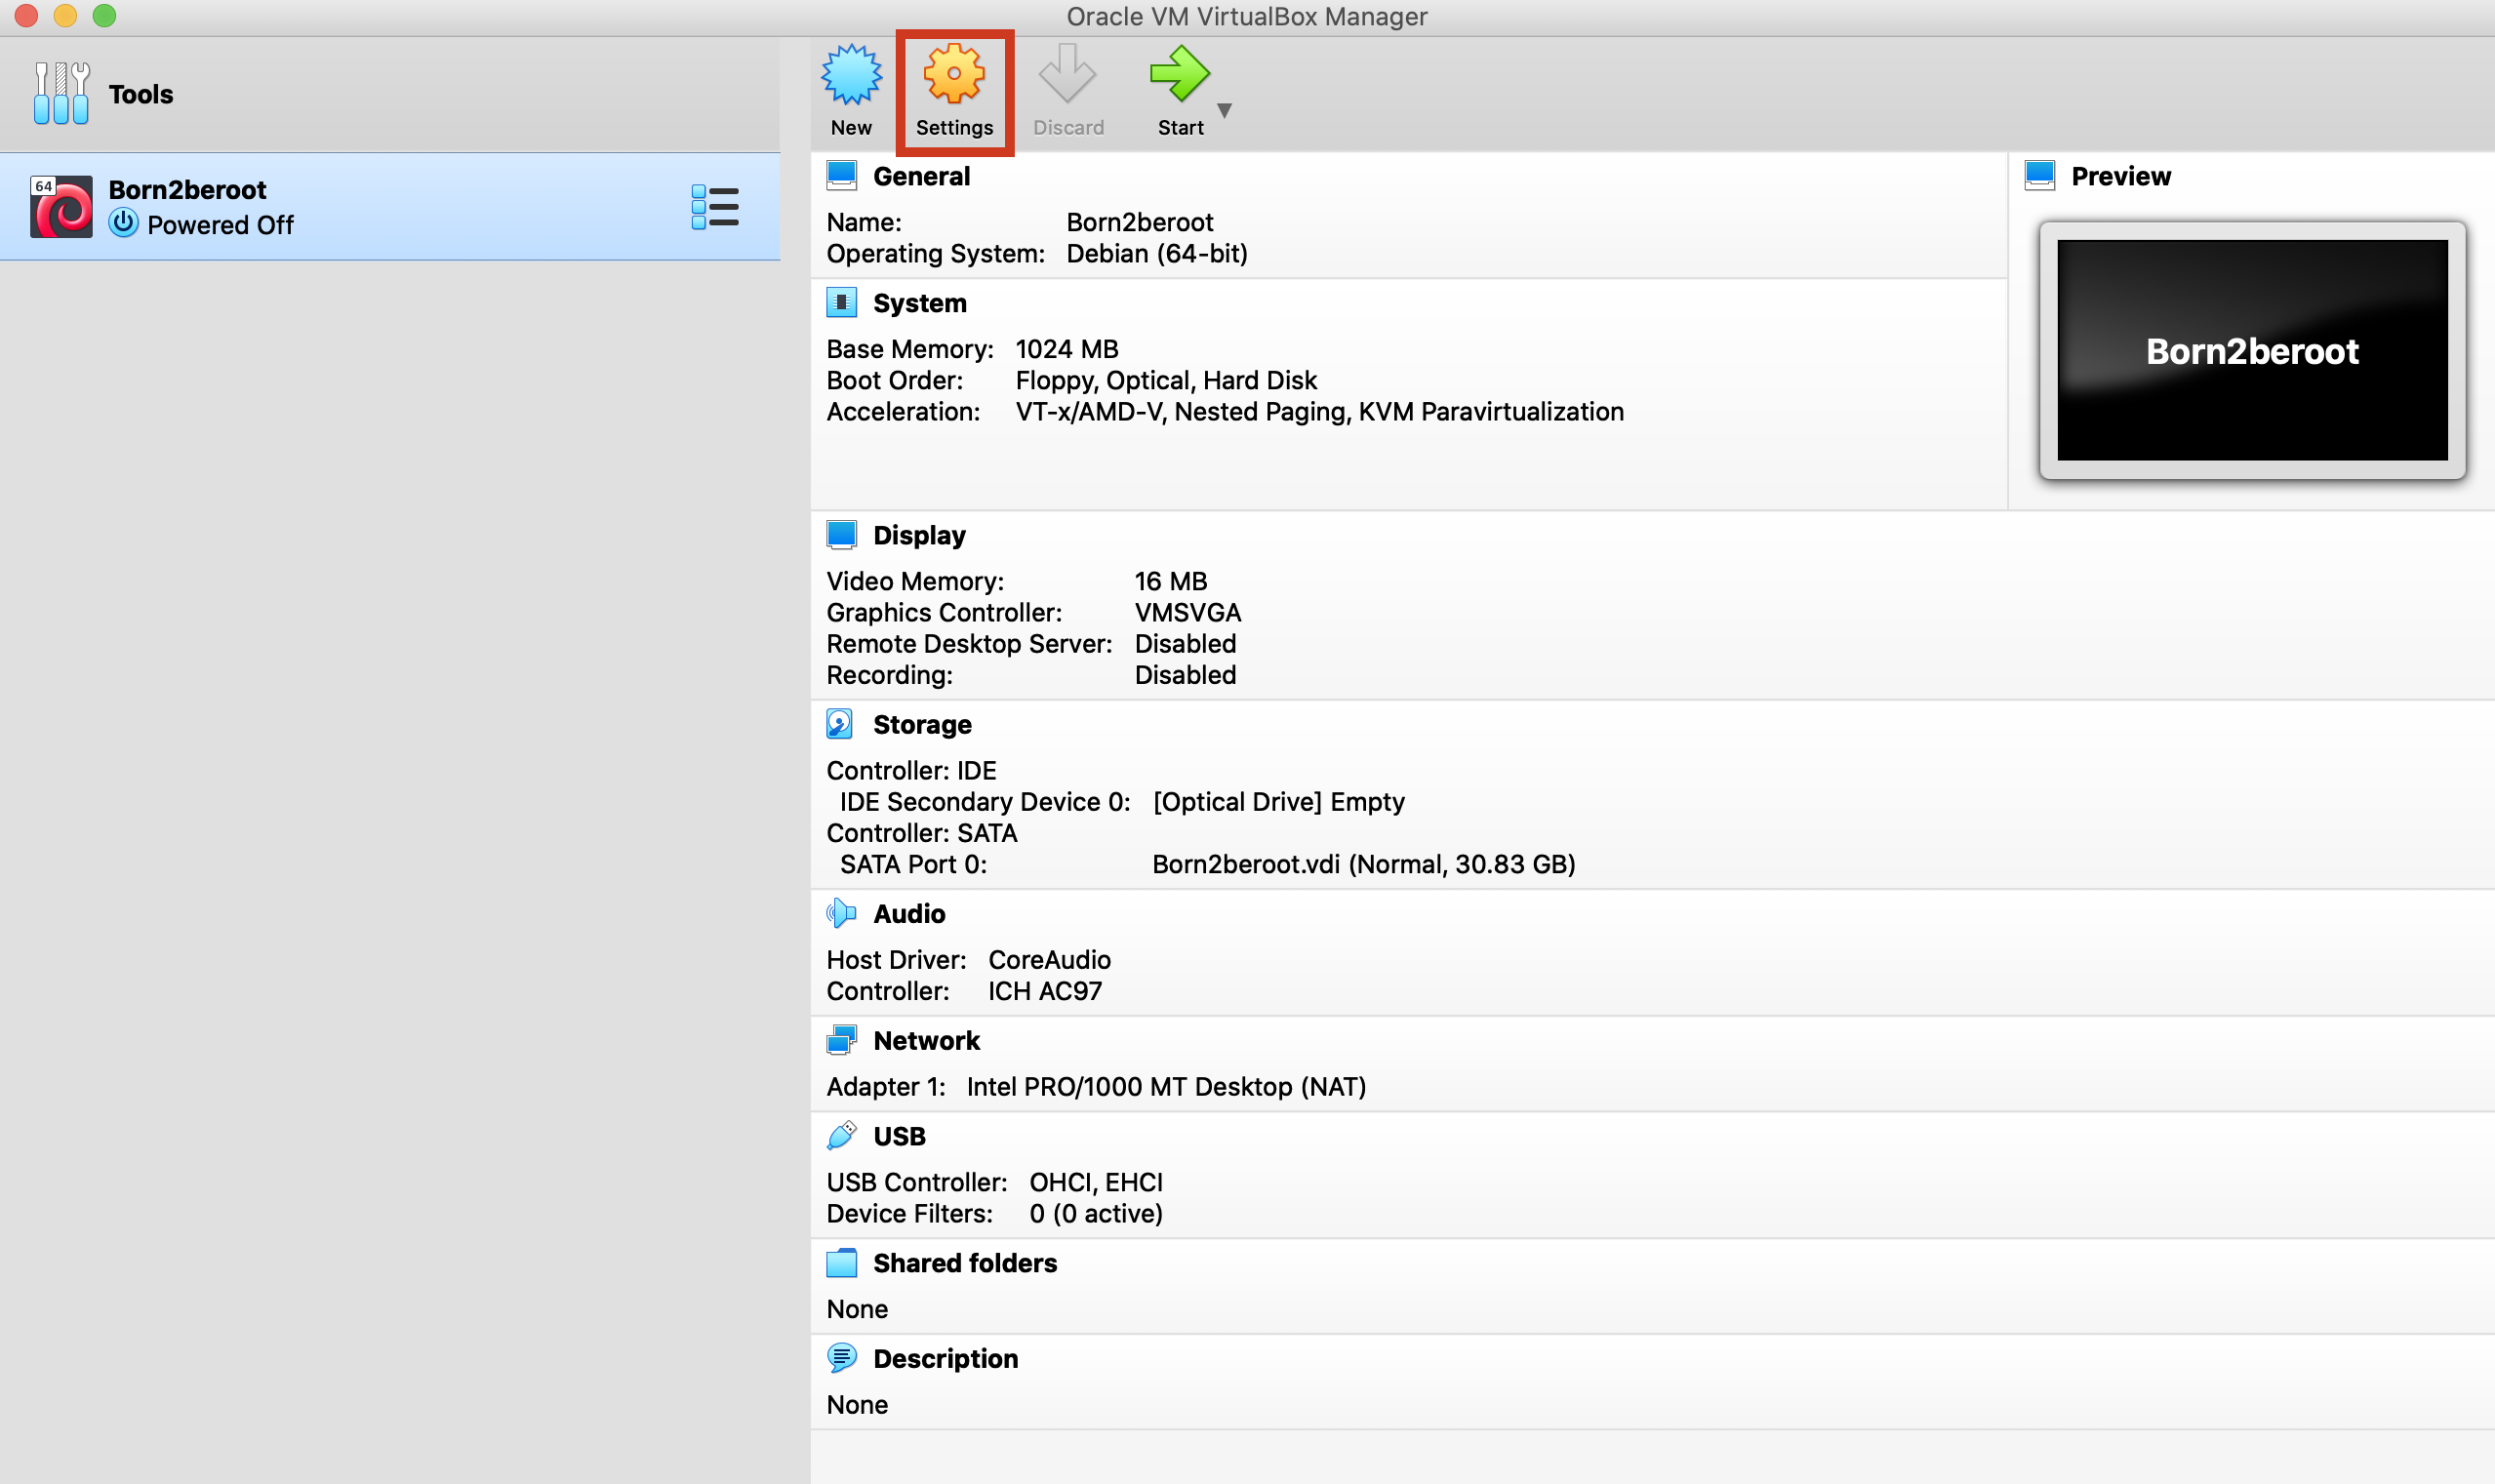 Oracle VM VirtualBox Manager
Tools
New
Settings
Discard
Start
64
Born2beroot
Powered Off
General
Name: Born2beroot
Operating System: Debian (64-bit)
Preview
Born2beroot
System
Base Memory: 1024 MB
Boot Order: Floppy, Optical, Hard Disk
Acceleration: VT-x/AMD-V, Nested Paging, KVM Paravirtualization
Display
Video Memory: 16 MB
Graphics Controller: VMSVGA
Remote Desktop Server: Disabled
Recording: Disabled
Storage
Controller: IDE
IDE Secondary Device 0: [Optical Drive] Empty
Controller: SATA
SATA Port 0: Born2beroot.vdi (Normal, 30.83 GB)
Audio
Host Driver: CoreAudio
Controller: ICH AC97
Network
Adapter 1: Intel PRO/1000 MT Desktop (NAT)
USB
USB Controller: OHCI, EHCI
Device Filters: 0 (0 active)
Shared folders
None
Description
None